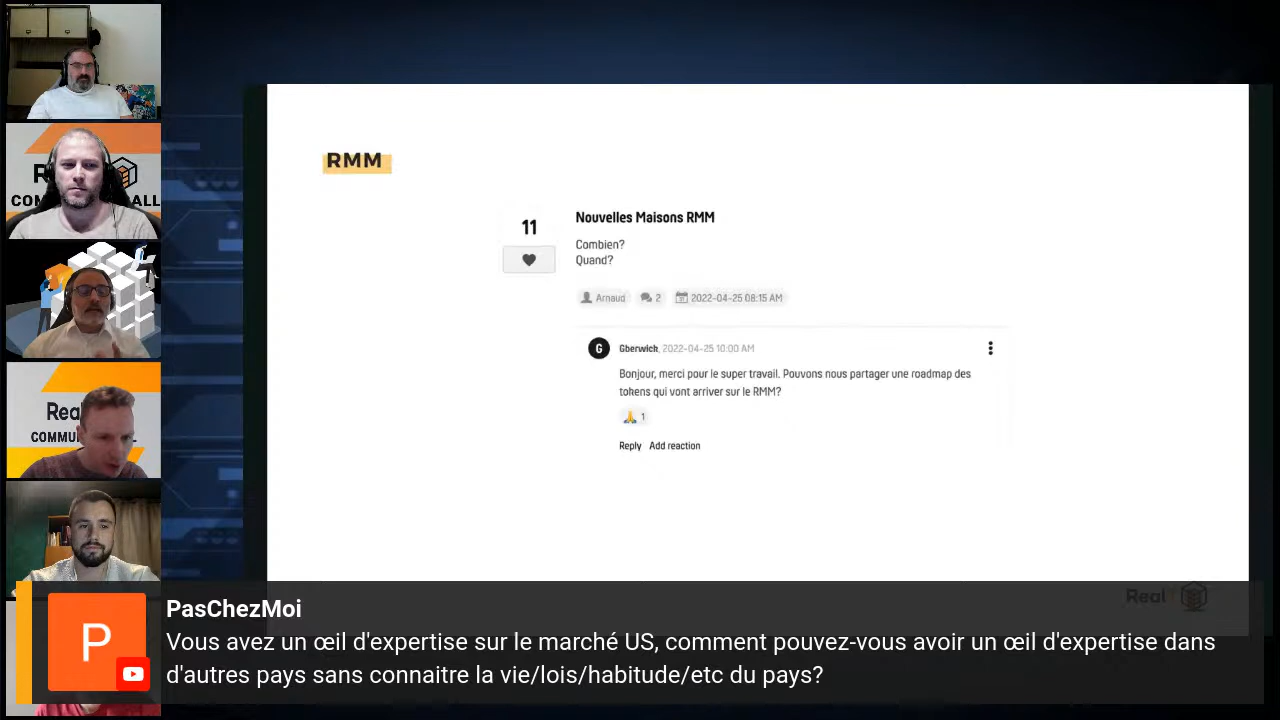 RMM
11
Nouvelles Maisons RMM
Combien?
Quand?
Arnaud 2 2022-04-25 08:15 AM
G Gberwick, 2022-04-25 10:00 AM
Bonjour, merci pour le super travail. Pouvons nous partager une roadmap des
tokens qui vont arriver sur le RMM?
1
Reply Add reaction
Real
COMMU
Real
P
PasChezMoi
Vous avez un œil d'expertise sur le marché US, comment pouvez-vous avoir un œil d'expertise dans
d'autres pays sans connaitre la vie/lois/habitude/etc du pays?